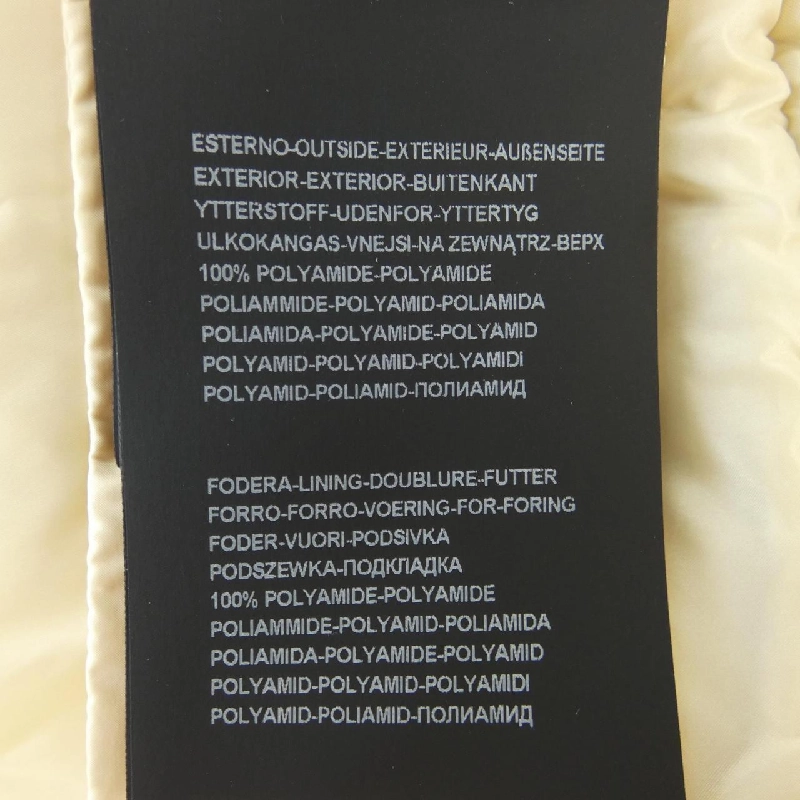 ESTERNO-OUTSIDE-EXTERIEUR-AUßENSEITE
EXTERIOR-EXTERIOR-BUITENKANT
YTTERSTOFF-UDENFOR-YTTERTYG
ULKOKANGAS-VNEJSI-NA ZEWNĄTRZ-ВЕРХ
100% POLYAMIDE-POLYAMIDE
POLIAMMIDE-POLYAMID-POLIAMIDA
POLIAMIDA-POLYAMIDE-POLYAMID
POLYAMID-POLYAMID-POLYAMIDI
POLYAMID-POLIAMID-ПОЛИАМИД
FODERA-LINING-DOUBLURE-FUTTER
FORRO-FORRO-VOERING-FOR-FORING
FODER-VUORI-PODSIVKA
PODSZEWKA-ПОДКЛАДКА
100% POLYAMIDE-POLYAMIDE
POLIAMMIDE-POLYAMID-POLIAMIDA
POLIAMIDA-POLYAMIDE-POLYAMID
POLYAMID-POLYAMID-POLYAMIDI
POLYAMID-POLIAMID-ПОЛИАМИД